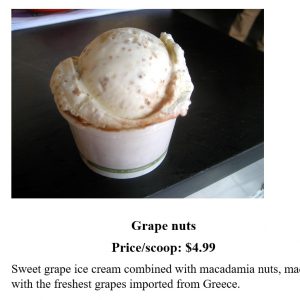 Grape nuts
Price/scoop: $4.99
Sweet grape ice cream combined with macadamia nuts,
with the freshest grapes imported from Greece.